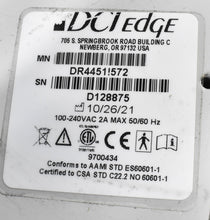 DCI EDGE
705 S. SPRINGBROOK ROAD BUILDING C
NEWBERG, OR 97132 USA
MN
DR4451!572
SN
D128875
10/26/21
100-240VAC 2A MAX 50/60 Hz
9700434
Conforms to AAMI STD ES60601-1
Certified to CSA STD C22.2 NO 60601-1